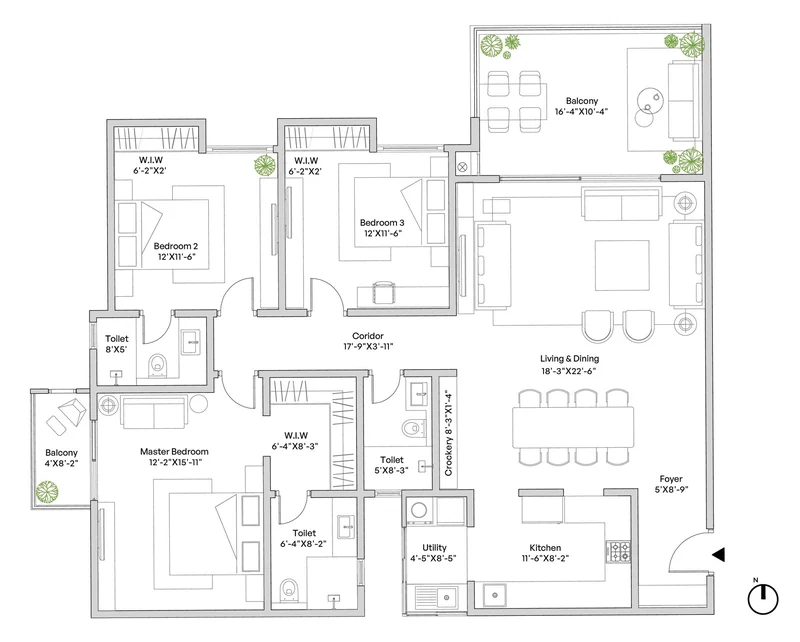 Balcony
16'-4"X10'-4"
W.I.W
6'-2"X2'
W.I.W
6'-2"X2'
Bedroom 2
12'X11'-6"
Bedroom 3
12'X11'-6"
Toilet
8'X5'
Coridor
17'-9"X3'-11"
Living & Dining
18'-3"X22'-6"
Balcony
4'X8'-2"
Master Bedroom
12'-2"X15'-11"
W.I.W
6'-4"X8'-3"
Toilet
5'X8'-3"
Crockery 8'-3"X1'-4"
Foyer
5'X8'-9"
Toilet
6'-4"X8'-2"
Utility
4'-5"X8'-5"
Kitchen
11'-6"X8'-2"
N